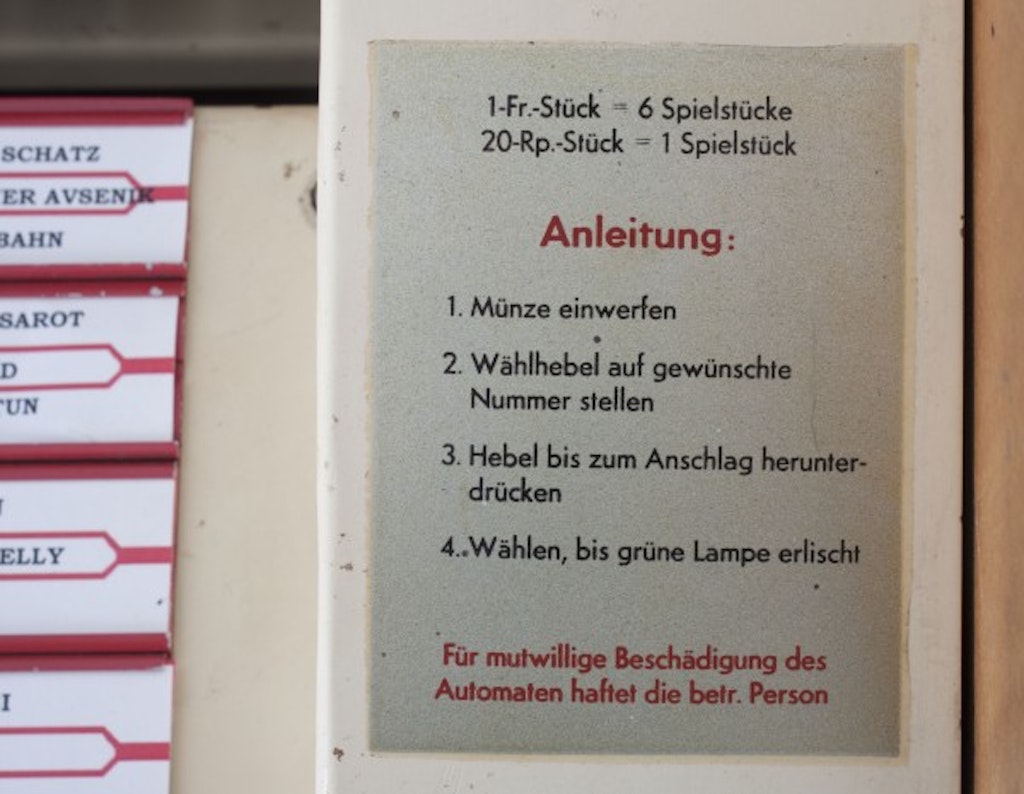 SCHATZ
ER AVSENIK
BAHN
SAROT
D
TUN
ELLY
I
1-Fr.-Stück = 6 Spielstücke
20-Rp.-Stück = 1 Spielstück
Anleitung:
1. Münze einwerfen
2. Wählhebel auf gewünschte
Nummer stellen
3. Hebel bis zum Anschlag herunter-
drücken
4. Wählen, bis grüne Lampe erlischt
Für mutwillige Beschädigung des
Automaten haftet die betr. Person